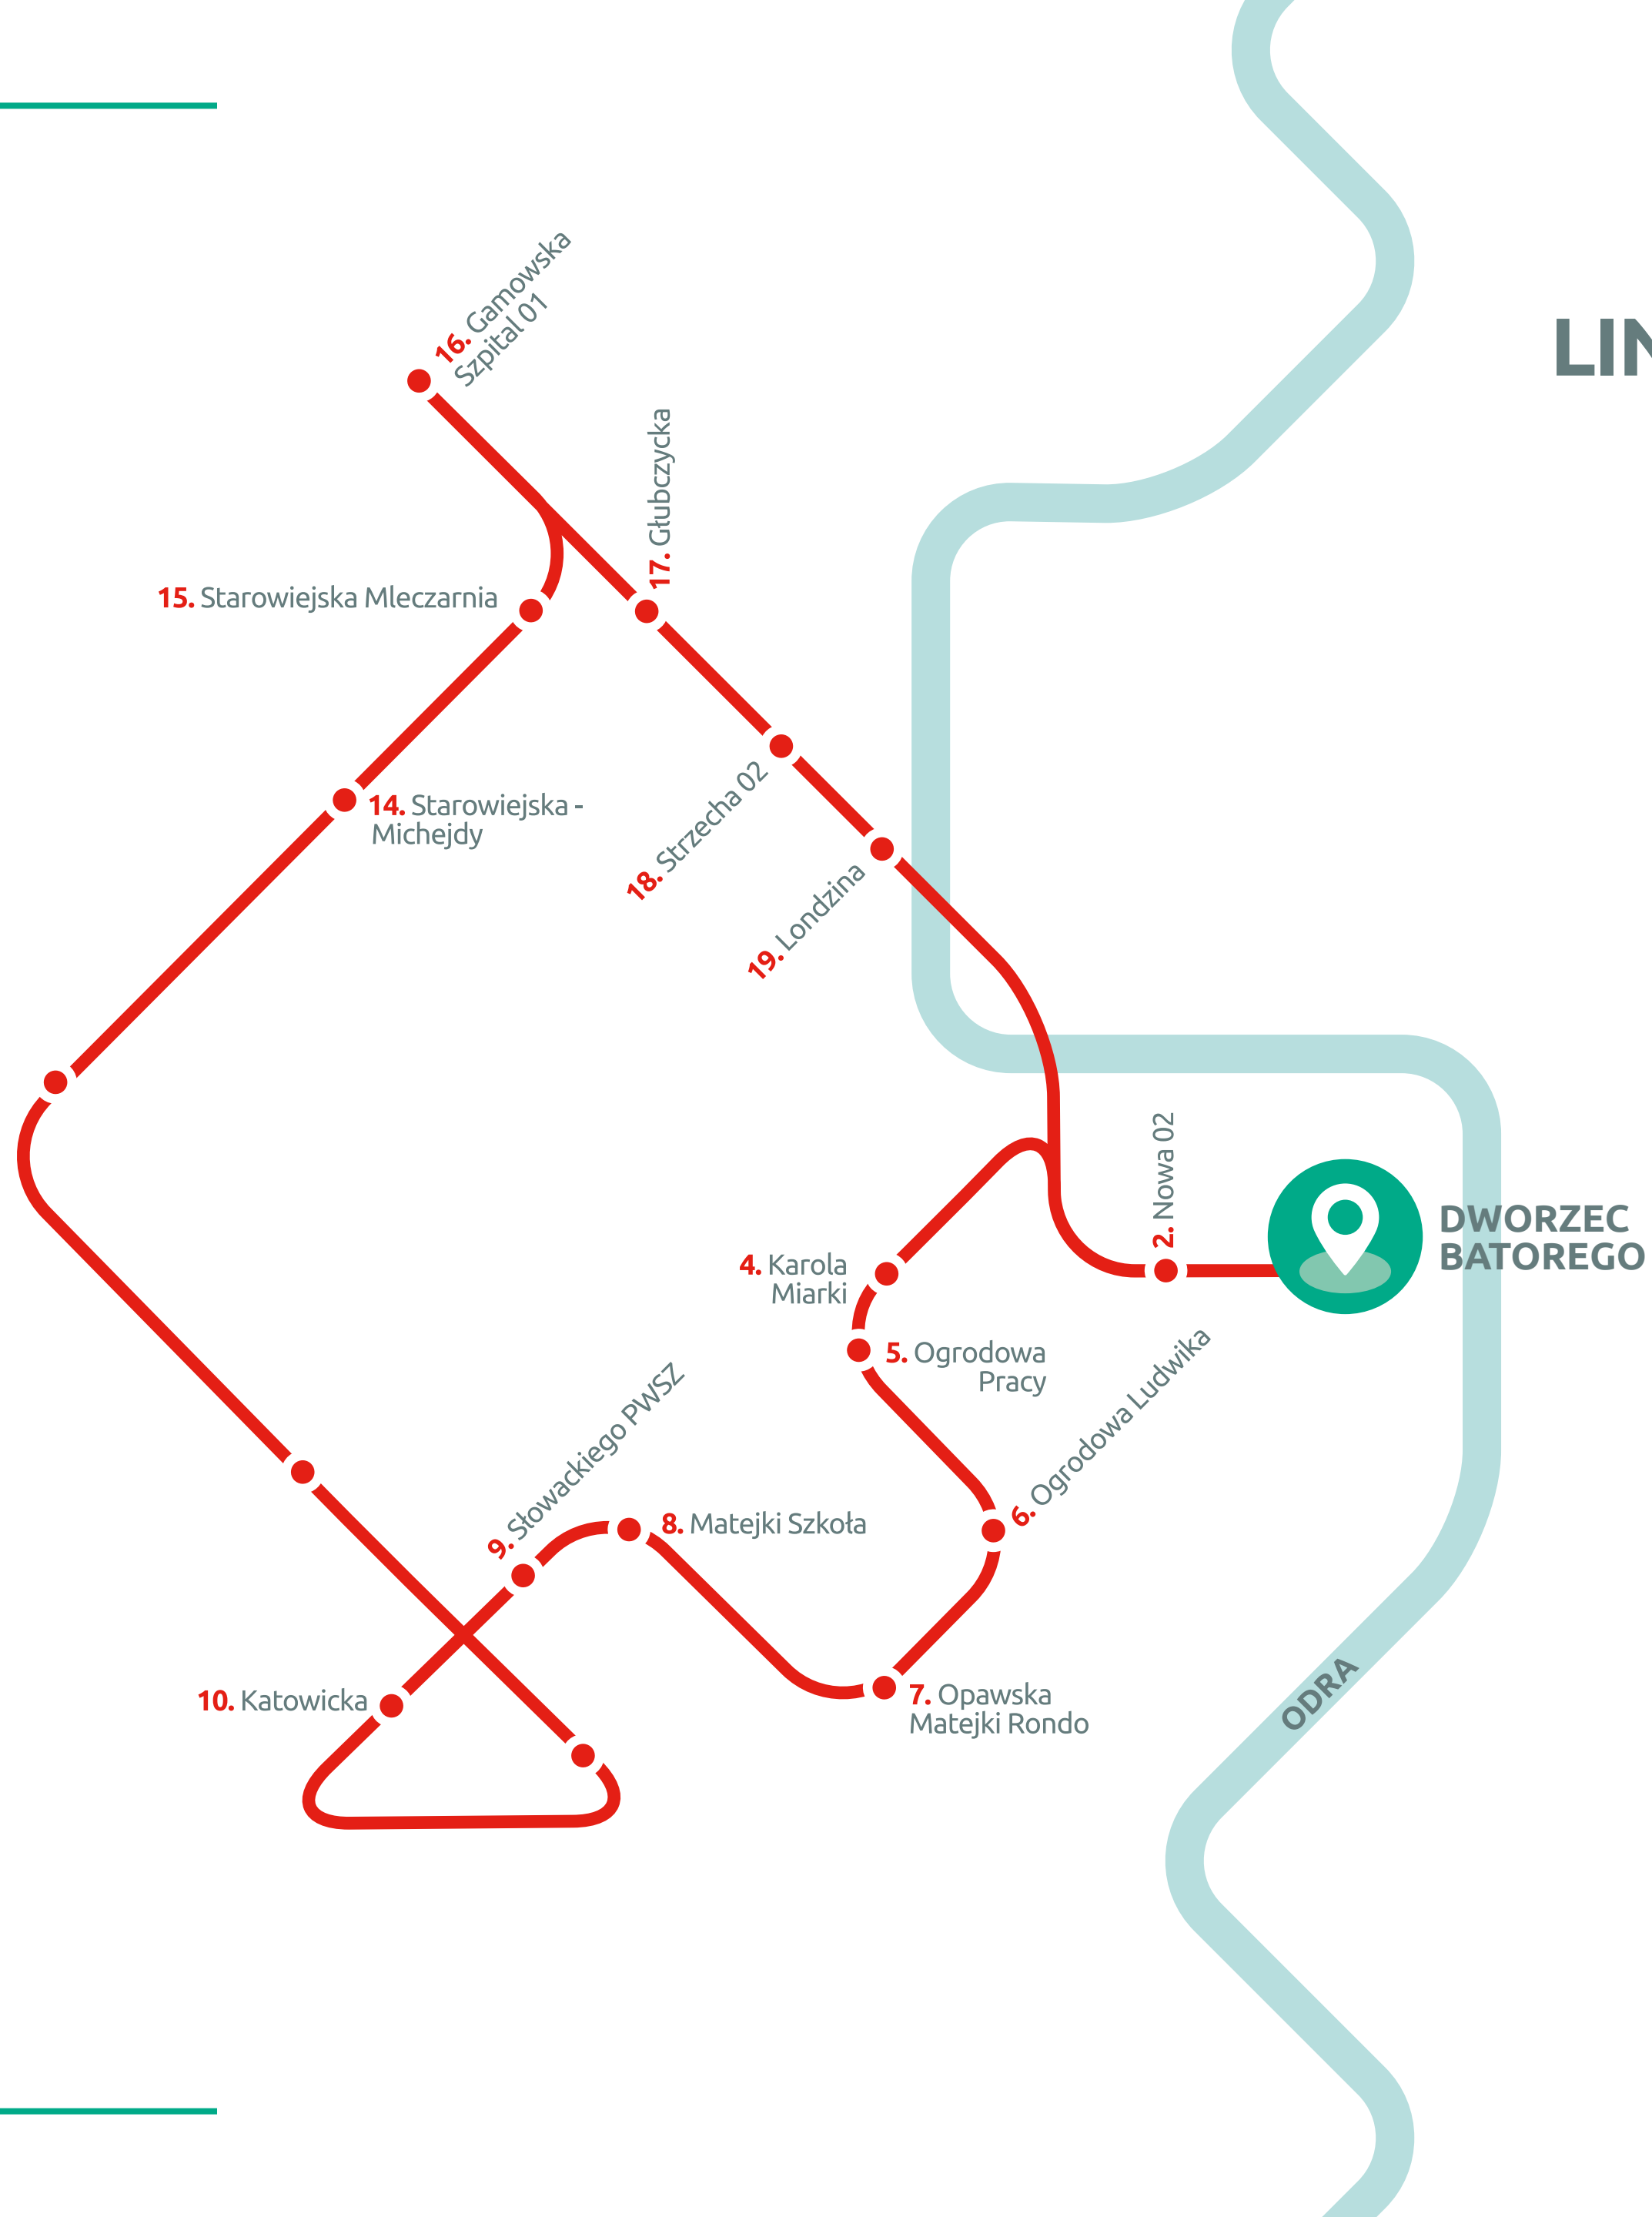 16. Gamowska
Szpital 01
LIN
17. Głubczycka
15. Starowiejska Mleczarnia
14. Starowiejska -
Michejdy
18. Strzecha 02
19. Londzina
2. Nowa 02
DWORZEC
BATOREGO
4. Karola
Miarki
5. Ogrodowa
Pracy
6. Ogrodowa Ludwika
9. Słowackiego PWSZ
8. Matejki Szkoła
10. Katowicka
7. Opawska
Matejki Rondo
ODRA